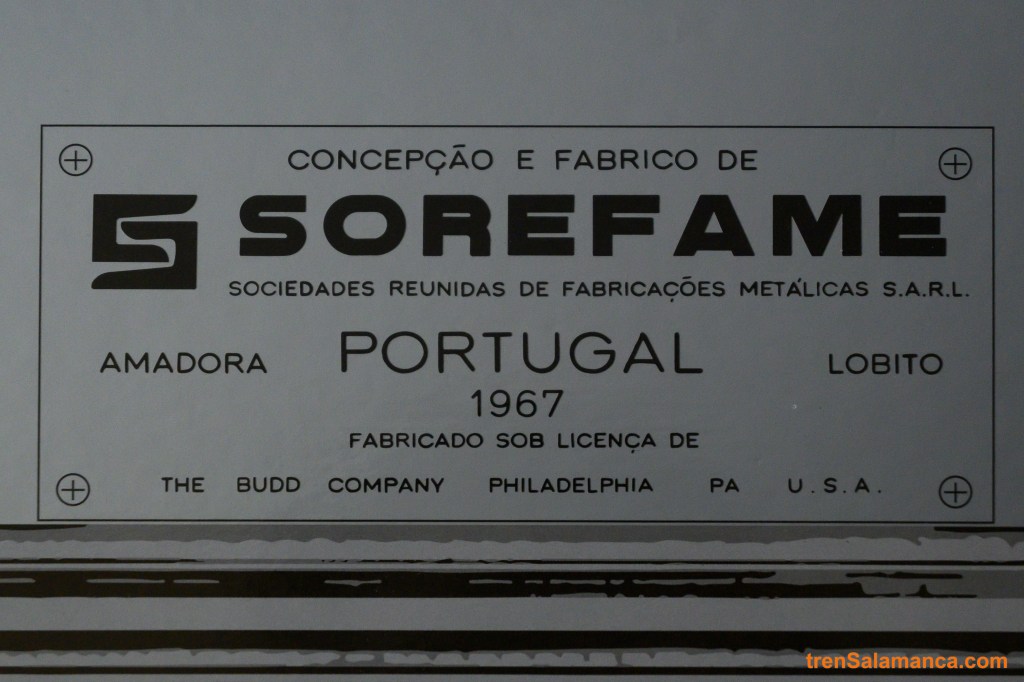 CONCEPÇÃO E FABRICO DE
SOREFAME
SOCIEDADES REUNIDAS DE FABRICAÇÕES METÁLICAS S.A.R.L.
AMADORA PORTUGAL LOBITO
1967
FABRICADO SOB LICENÇA DE
THE BUDD COMPANY PHILADELPHIA PA U.S.A.
trenSalamanca.com